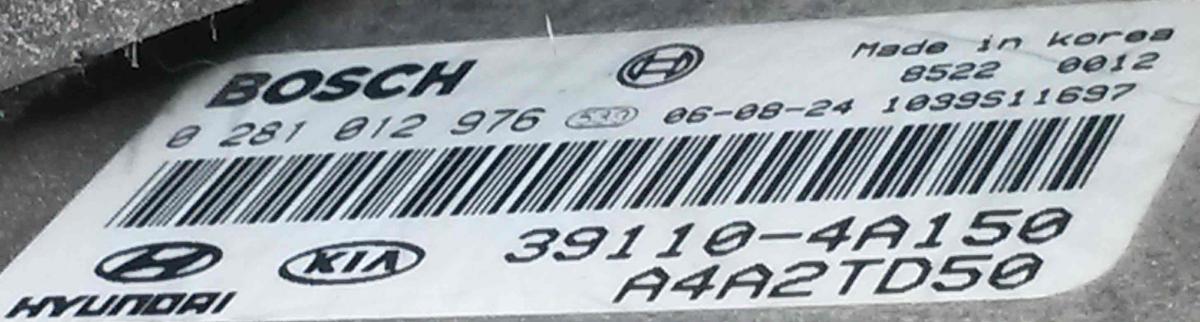 BOSCH
Made in korea
8522 0012
0 281 012 976 530 06-08-24 1039S11697
39110-4A150
HYUNDAI KIA
A4A2TD50